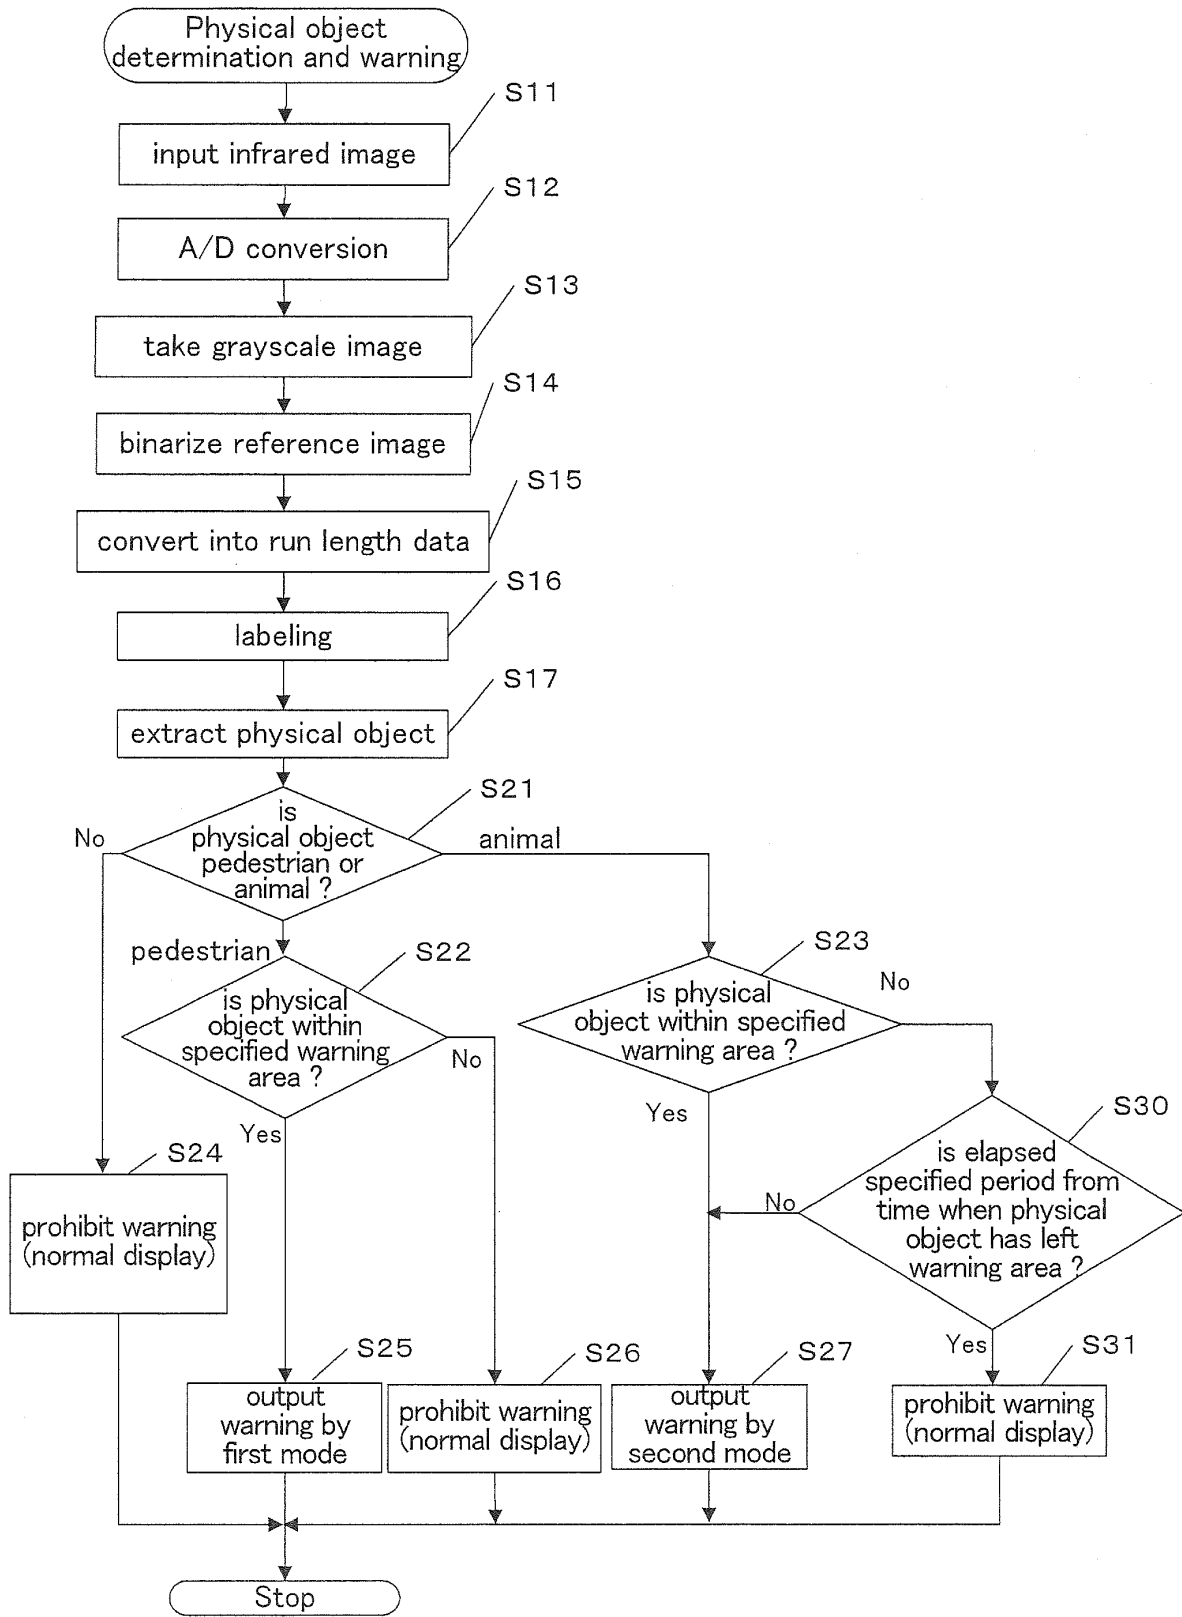 Physical object
determination and warning
S11
input infrared image
S12
A/D conversion
S13
take grayscale image
S14
binarize reference image
S15
convert into run length data
S16
labeling
S17
extract physical object
S21
is
physical object
pedestrian or
animal ?
No
animal
pedestrian
S22
is physical
object within
specified warning
area ?
No
Yes
S23
is physical
object within specified
warning area ?
No
Yes
S30
is elapsed
specified period from
time when physical
object has left
warning area ?
No
Yes
S24
prohibit warning
(normal display)
S25
output
warning by
first mode
S26
prohibit warning
(normal display)
S27
output
warning by
second mode
S31
prohibit warning
(normal display)
Stop